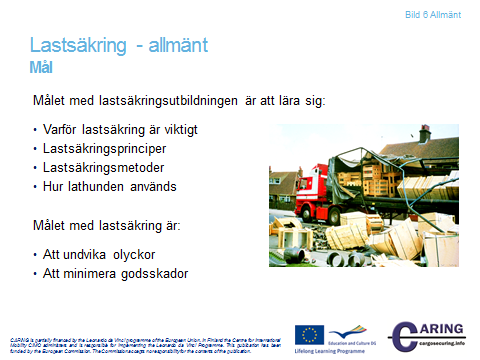 Bild 6 Allmänt
Lastsäkring - allmänt
Mål
Målet med lastsäkringsutbildningen är att lära sig:
• Varför lastsäkring är viktigt
• Lastsäkringsprinciper
• Lastsäkringsmetoder
• Hur lathunden används
Målet med lastsäkring är:
• Att undvika olyckor
• Att minimera godsskador
CARING is partially financed by the Leonardo da Vinci programme of the European Union. In Finland the Centre for International
Mobility CIMO administers and is responsible for implementing the Leonardo da Vinci Programme. This publication has been
funded by the European Commission. The Commission accepts no responsibility for the contents of the publication.
Education and Culture DG
Lifelong Learning Programme
CARING
cargosecuring.info